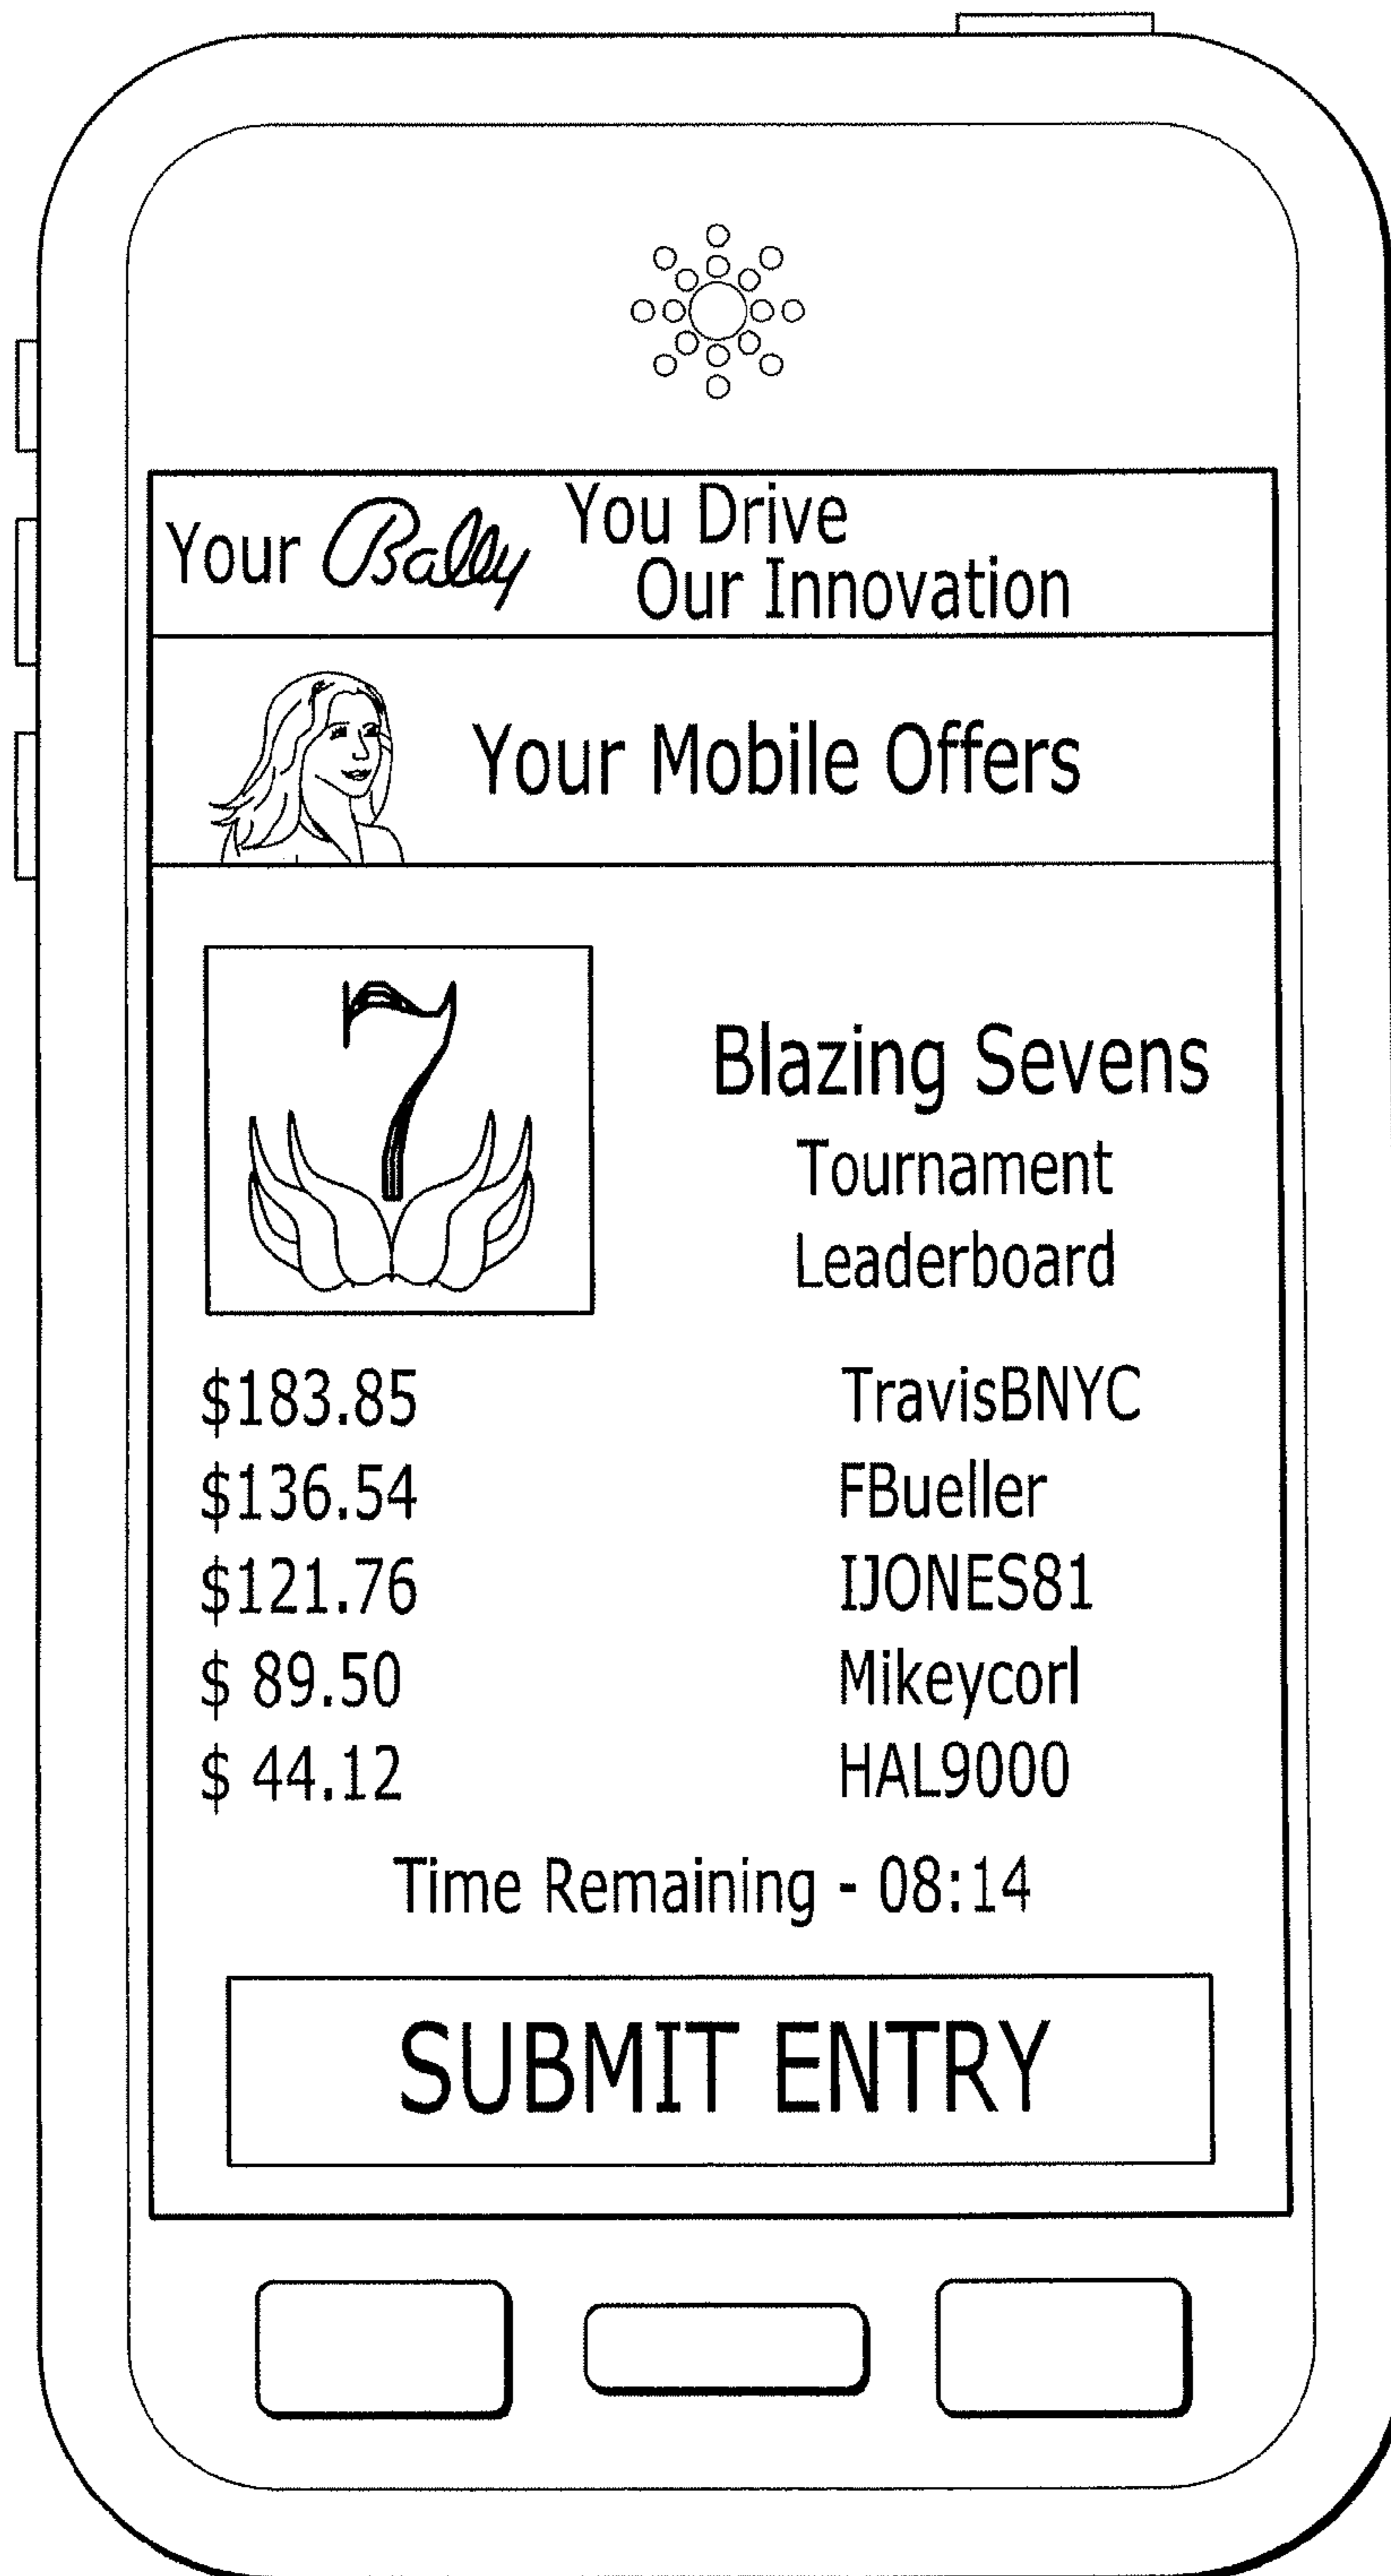 Your Bally You Drive
Our Innovation
Your Mobile Offers
7
Blazing Sevens
Tournament
Leaderboard
$183.85 TravisBNYC
$136.54 FBueller
$121.76 IJONES81
$ 89.50 Mikeycorl
$ 44.12 HAL9000
Time Remaining - 08:14
SUBMIT ENTRY